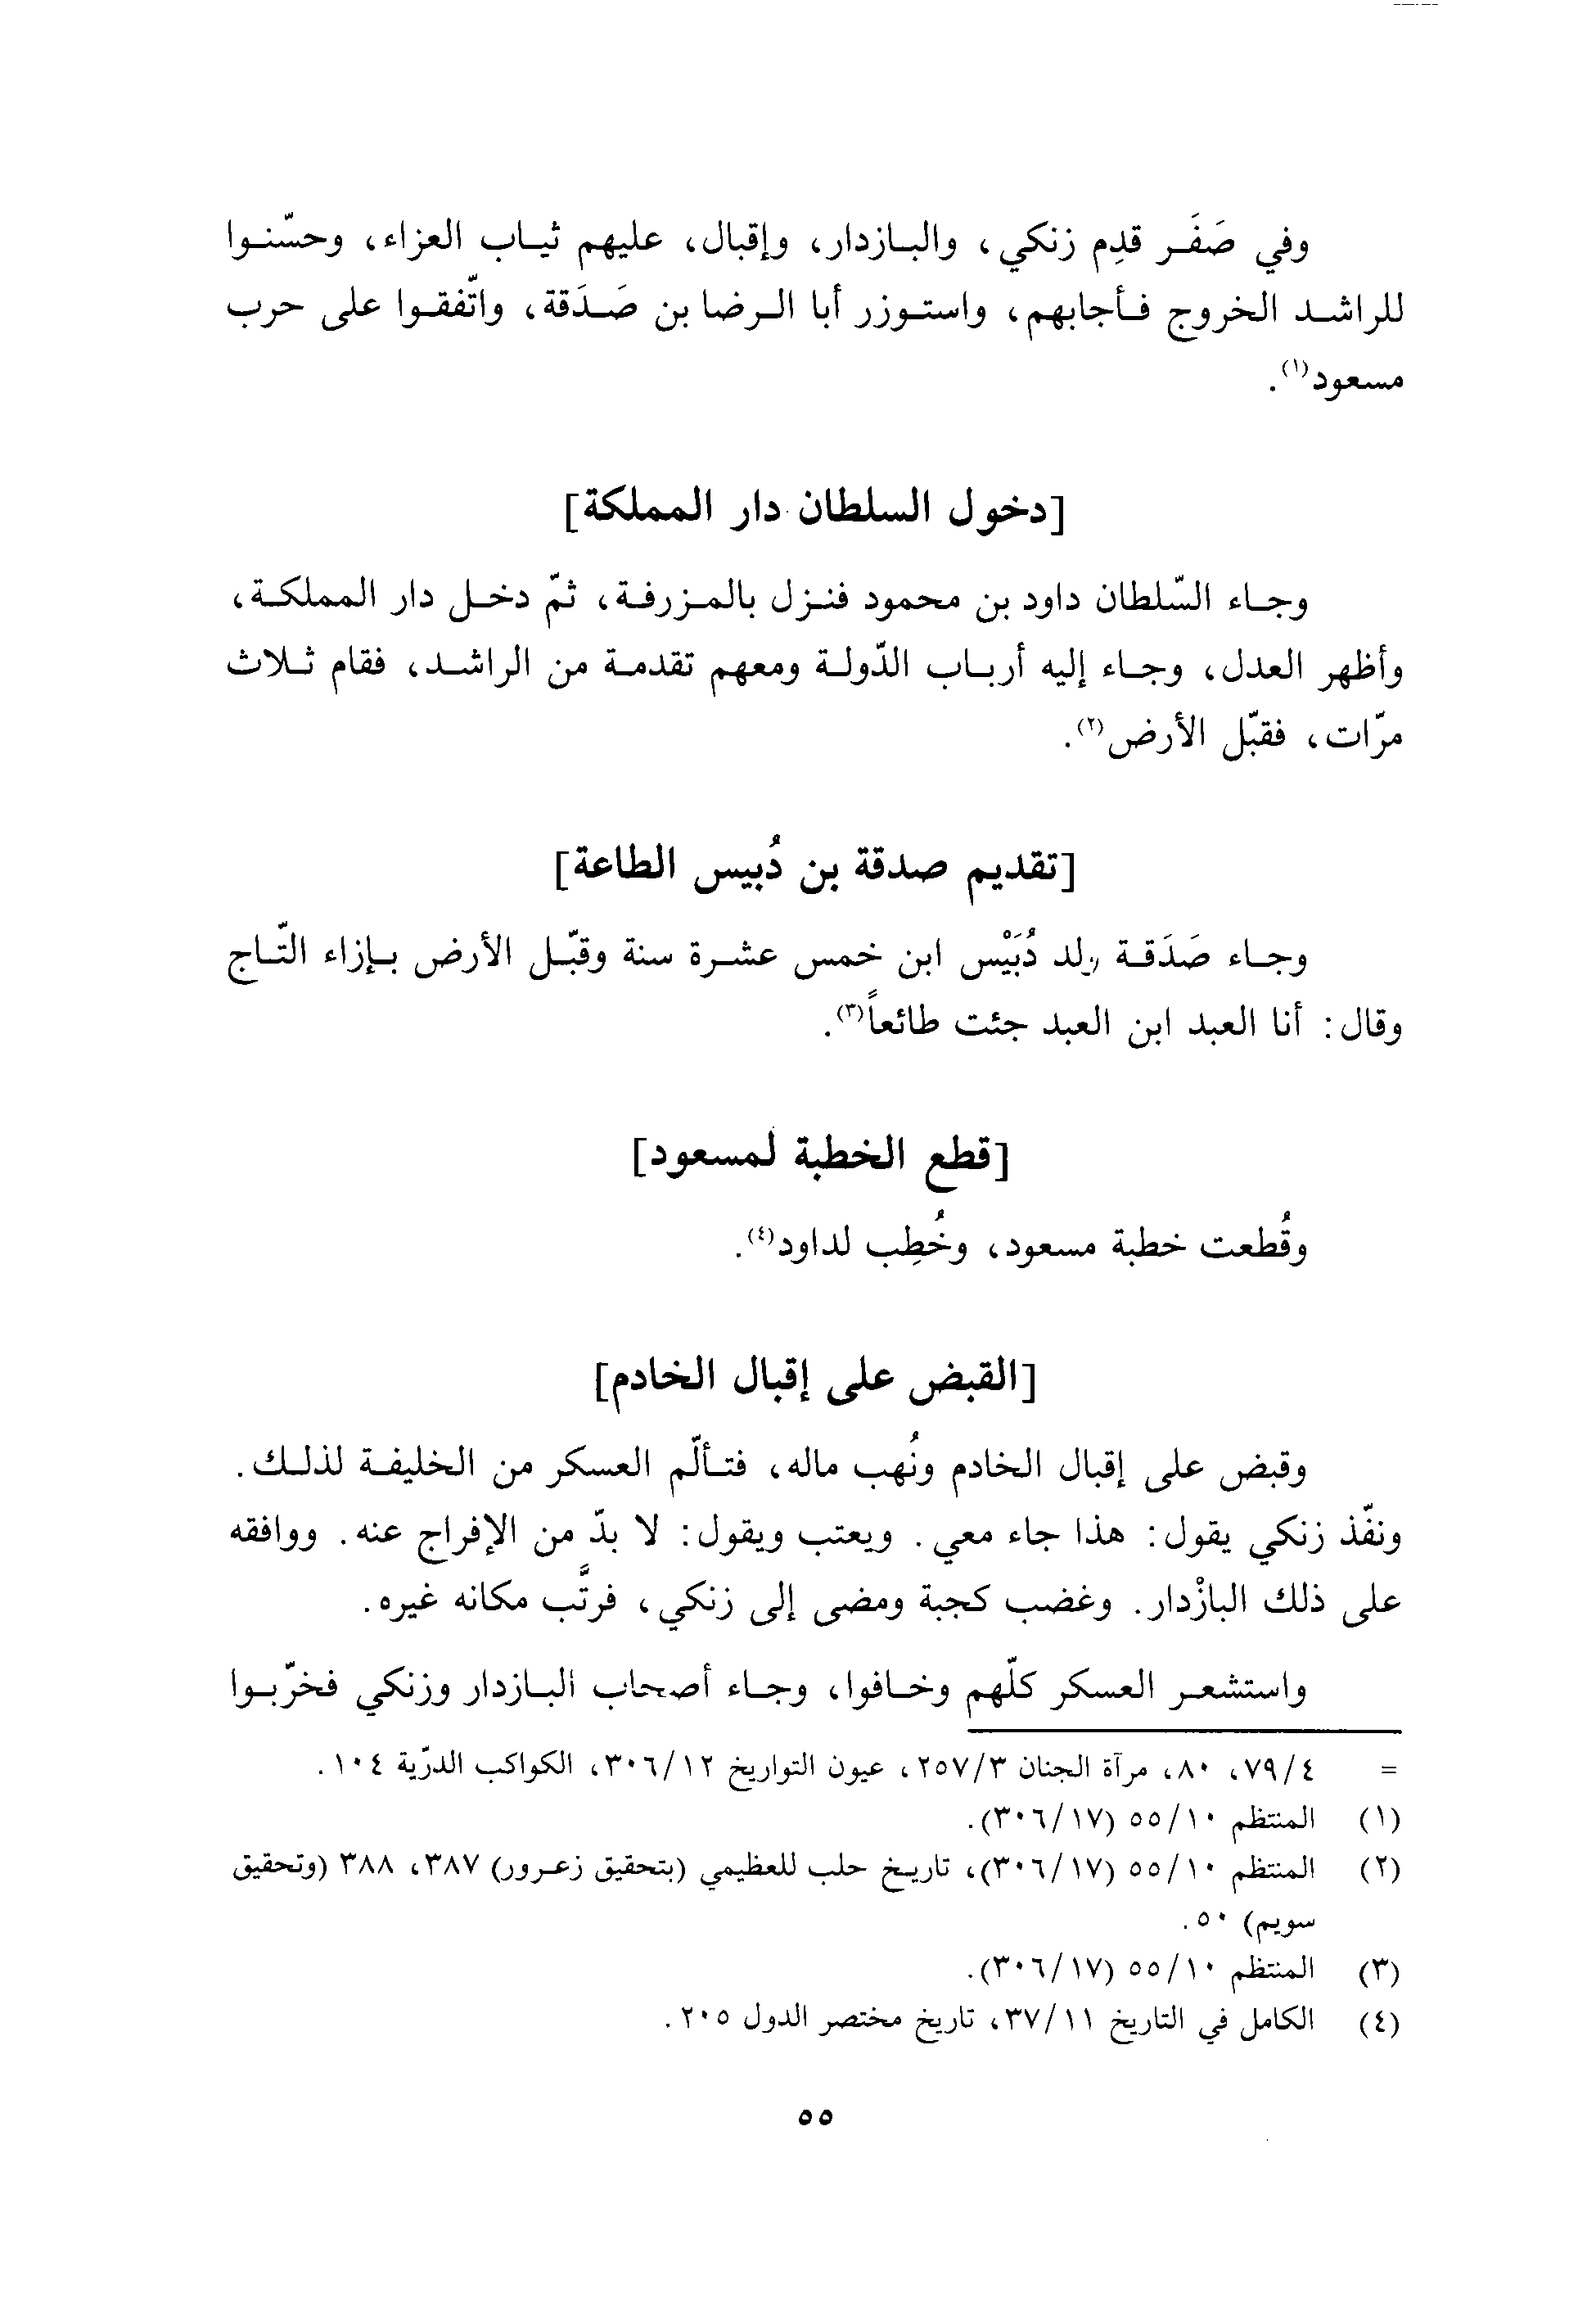 وفي صَفَر قدِم زنكي، والبازدار، وإقبال، عليهم ثياب العزاء، وحسّنوا
للراشد الخروج فأجابهم، واستوزر أبا الرضا بن صَدَقة، واتّفقوا على حرب
مسعود(١).
[دخول السلطان دار المملكة]
وجاء السّلطان داود بن محمود فنزل بالمزرفة، ثمّ دخل دار المملكة،
وأظهر العدل، وجاء إليه أرباب الدّولة ومعهم تقدمة من الراشد، فقام ثلاث
مرّات، فقبّل الأرض(٢).
[تقديم صدقة بن دُبيس الطاعة]
وجاء صَدَقة ولد دُبَيْس ابن خمس عشرة سنة وقبّل الأرض بإزاء التّاج
وقال: أنا العبد ابن العبد جئت طائعاً(٣).
[قطع الخطبة لمسعود]
وقُطعت خطبة مسعود، وخُطِب لداود(٤).
[القبض على إقبال الخادم]
وقبض على إقبال الخادم ونُهب ماله، فتألّم العسكر من الخليفة لذلك.
ونفّذ زنكي يقول: هذا جاء معي. ويعتب ويقول: لا بدّ من الإفراج عنه. ووافقه
على ذلك البازْدار. وغضب كجبة ومضى إلى زنكي، فرتَّب مكانه غيره.
واستشعر العسكر كلّهم وخافوا، وجاء أصحاب البازدار وزنكي فخرّبوا
= ٤/٧٩، ٨٠، مرآة الجنان ٣/٢٥٧، عيون التواريخ ١٢/٣٠٦، الكواكب الدرّية ١٠٤.
(١) المنتظم ١٠/٥٥ (١٧/٣٠٦).
(٢) المنتظم ١٠/٥٥ (١٧/٣٠٦)، تاريخ حلب للعظيمي (بتحقيق زعرور) ٣٨٧، ٣٨٨ (وتحقيق
سويم) ٥٠.
(٣) المنتظم ١٠/٥٥ (١٧/٣٠٦).
(٤) الكامل في التاريخ ١١/٣٧، تاريخ مختصر الدول ٢٠٥.
٥٥